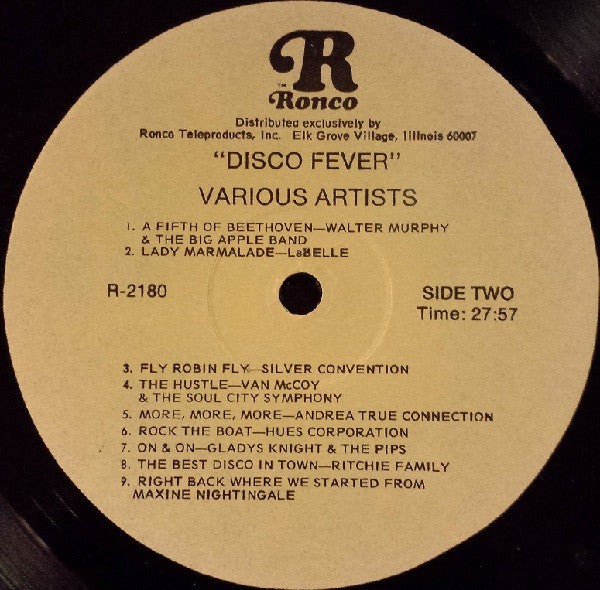 R
TM
Ronco
Distributed exclusively by
Ronco Teleproducts, Inc. Elk Grove Village, Illinois 60007
"DISCO FEVER"
VARIOUS ARTISTS
1. A FIFTH OF BEETHOVEN—WALTER MURPHY
& THE BIG APPLE BAND
2. LADY MARMALADE—LaBELLE
R-2180
SIDE TWO
Time: 27:57
3. FLY ROBIN FLY—SILVER CONVENTION
4. THE HUSTLE—VAN McCOY
& THE SOUL CITY SYMPHONY
5. MORE, MORE, MORE—ANDREA TRUE CONNECTION
6. ROCK THE BOAT—HUES CORPORATION
7. ON & ON—GLADYS KNIGHT & THE PIPS
8. THE BEST DISCO IN TOWN—RITCHIE FAMILY
9. RIGHT BACK WHERE WE STARTED FROM
MAXINE NIGHTINGALE